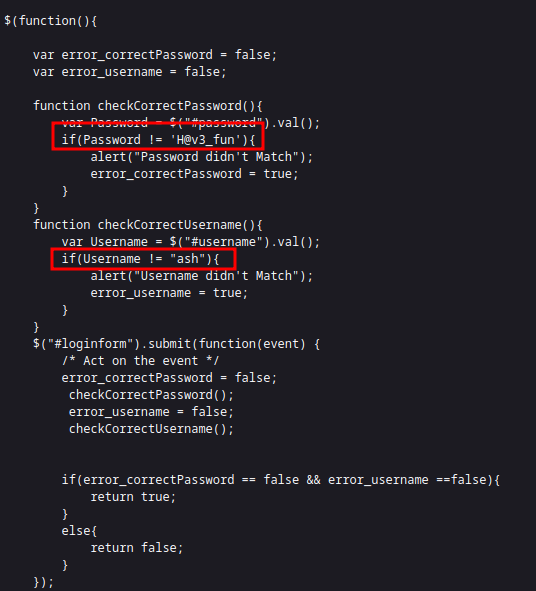 $(function(){
var error_correctPassword = false;
var error_username = false;
function checkCorrectPassword(){
var Password = $("#password").val();
if(Password != 'H@v3_fun'){
alert("Password didn't Match");
error_correctPassword = true;
}
}
function checkCorrectUsername(){
var Username = $("#username").val();
if(Username != "ash"){
alert("Username didn't Match");
error_username = true;
}
}
$("#loginform").submit(function(event) {
/* Act on the event */
error_correctPassword = false;
checkCorrectPassword();
error_username = false;
checkCorrectUsername();
if(error_correctPassword == false && error_username ==false){
return true;
}
else{
return false;
}
});